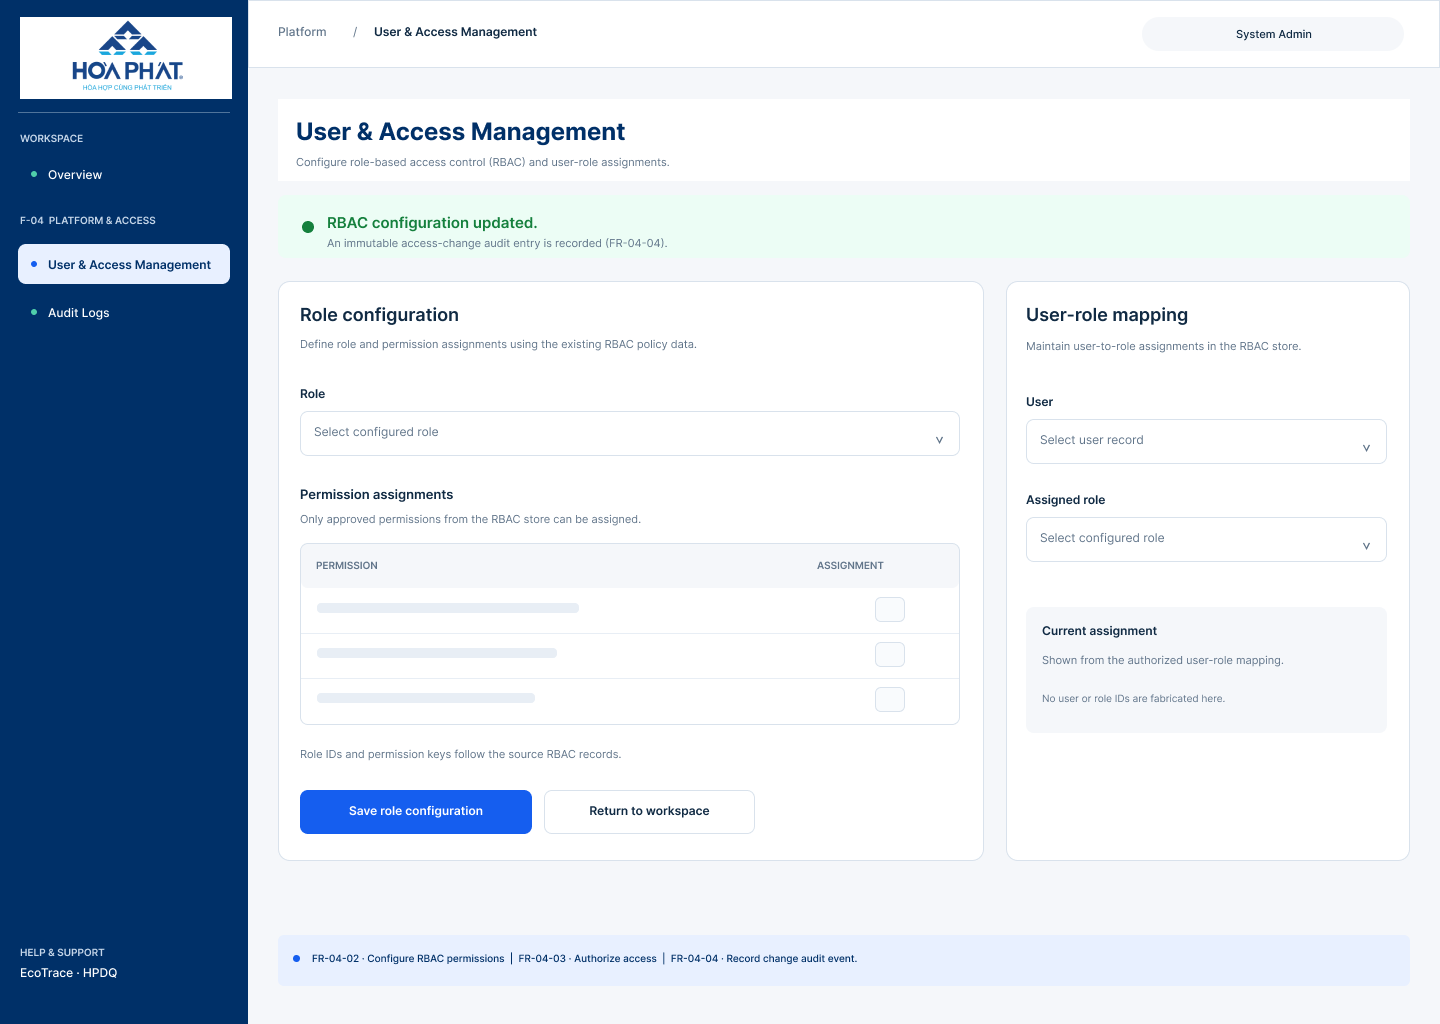 HÒA PHÁT
HÒA HỢP CÙNG PHÁT TRIỂN
WORKSPACE
Overview
F-04 PLATFORM & ACCESS
User & Access Management
Audit Logs
HELP & SUPPORT
EcoTrace · HPDQ
Platform / User & Access Management
System Admin
User & Access Management
Configure role-based access control (RBAC) and user-role assignments.
RBAC configuration updated.
An immutable access-change audit entry is recorded (FR-04-04).
Role configuration
Define role and permission assignments using the existing RBAC policy data.
Role
Select configured role
Permission assignments
Only approved permissions from the RBAC store can be assigned.
PERMISSION ASSIGNMENT
Role IDs and permission keys follow the source RBAC records.
Save role configuration
Return to workspace
User-role mapping
Maintain user-to-role assignments in the RBAC store.
User
Select user record
Assigned role
Select configured role
Current assignment
Shown from the authorized user-role mapping.
No user or role IDs are fabricated here.
FR-04-02 · Configure RBAC permissions | FR-04-03 · Authorize access | FR-04-04 · Record change audit event.